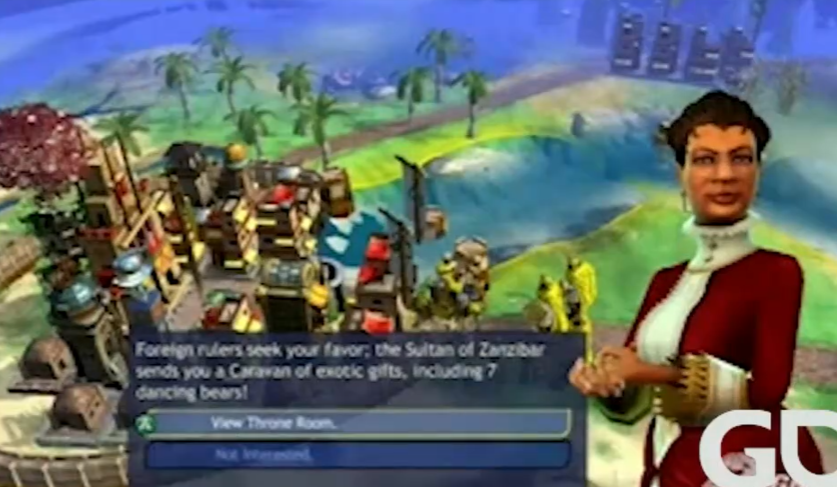 Foreign rulers seek your favor; the Sultan of Zanzibar
sends you a Caravan of exotic gifts, including 7
dancing bears!
View Throne Room.
Not Interested.
GD